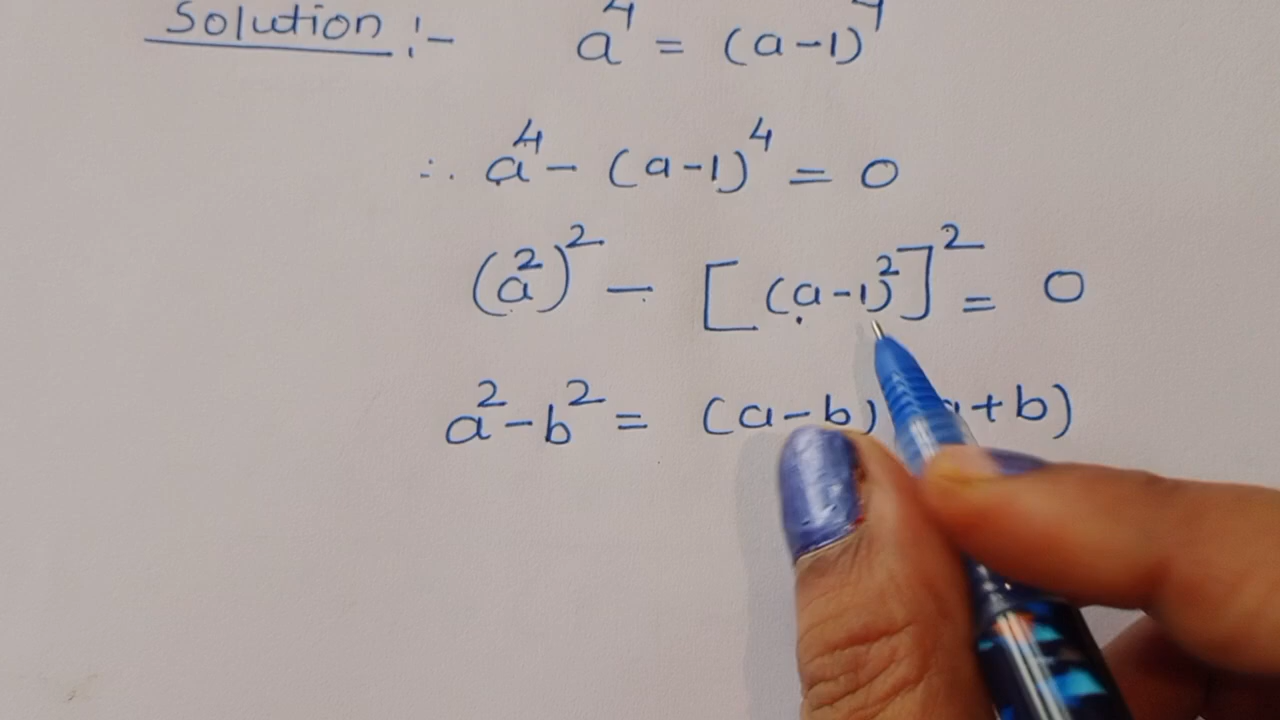 Solution :- a⁴ = (a-1)⁴
∴ a⁴ - (a-1)⁴ = 0
(a²)² - [(a-1)²]² = 0
a² - b² = (a-b) a+b)